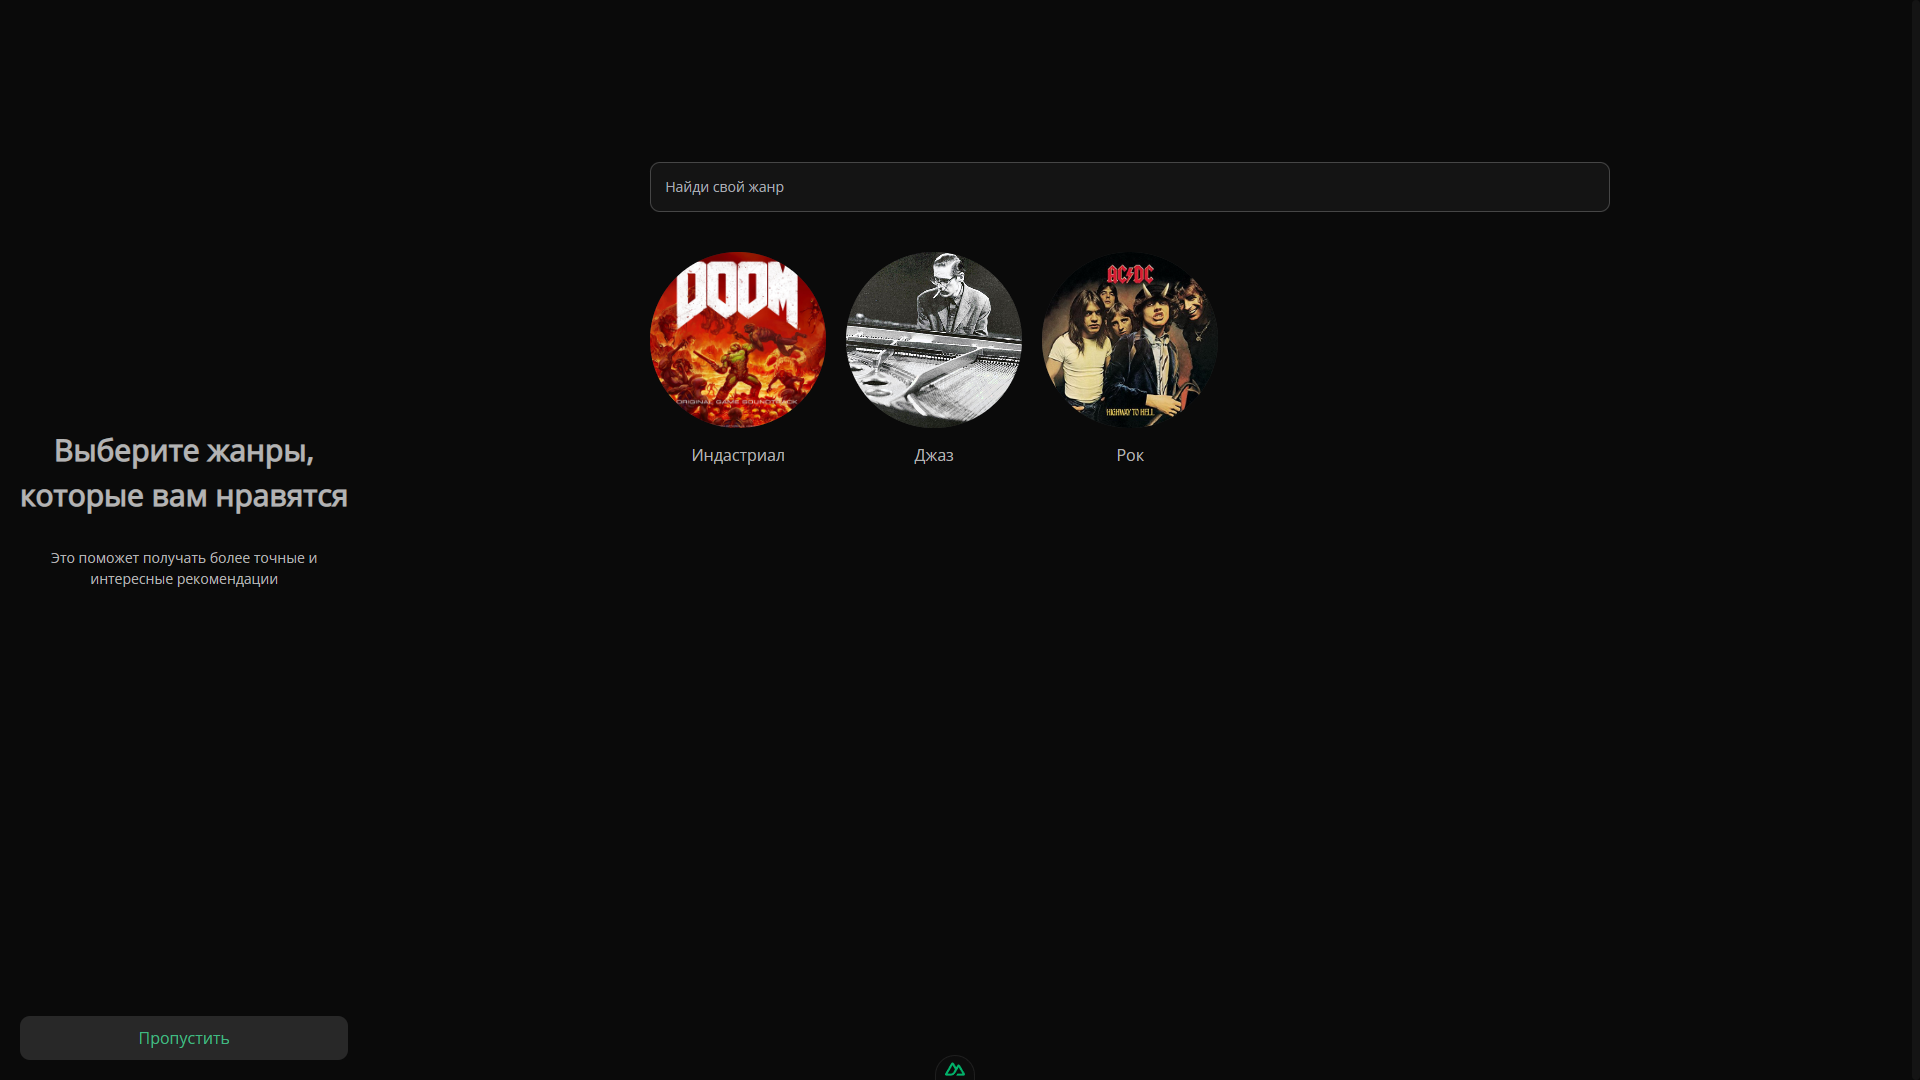 Найди свой жанр
DOOM
ORIGINAL GAME SOUNDTRACK
AC/DC
HIGHWAY TO HELL
Индастриал
Джаз
Рок
Выберите жанры,
которые вам нравятся
Это поможет получать более точные и
интересные рекомендации
Пропустить